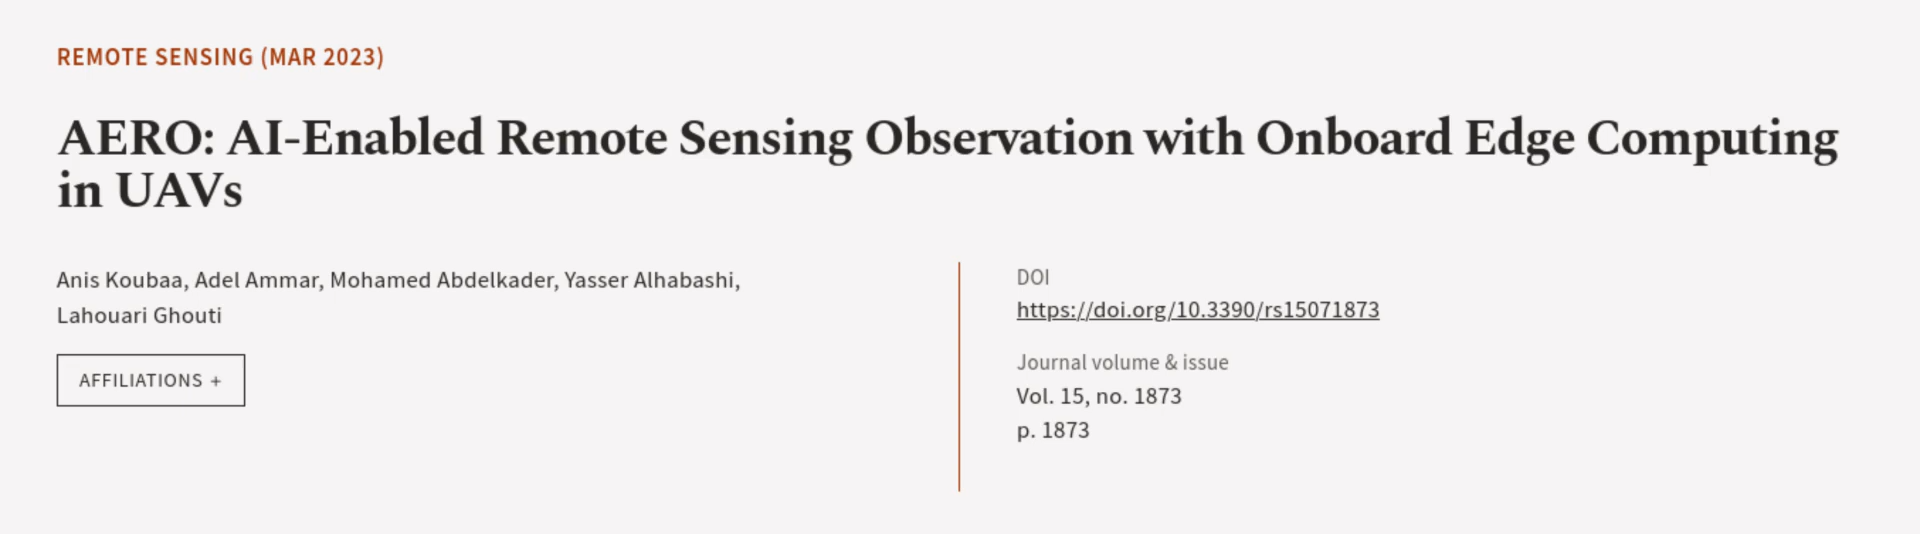 REMOTE SENSING (MAR 2023)
AERO: AI-Enabled Remote Sensing Observation with Onboard Edge Computing
in UAVs
Anis Koubaa, Adel Ammar, Mohamed Abdelkader, Yasser Alhabashi,
Lahouari Ghouti
AFFILIATIONS +
DOI
https://doi.org/10.3390/rs15071873
Journal volume & issue
Vol. 15, no. 1873
p. 1873